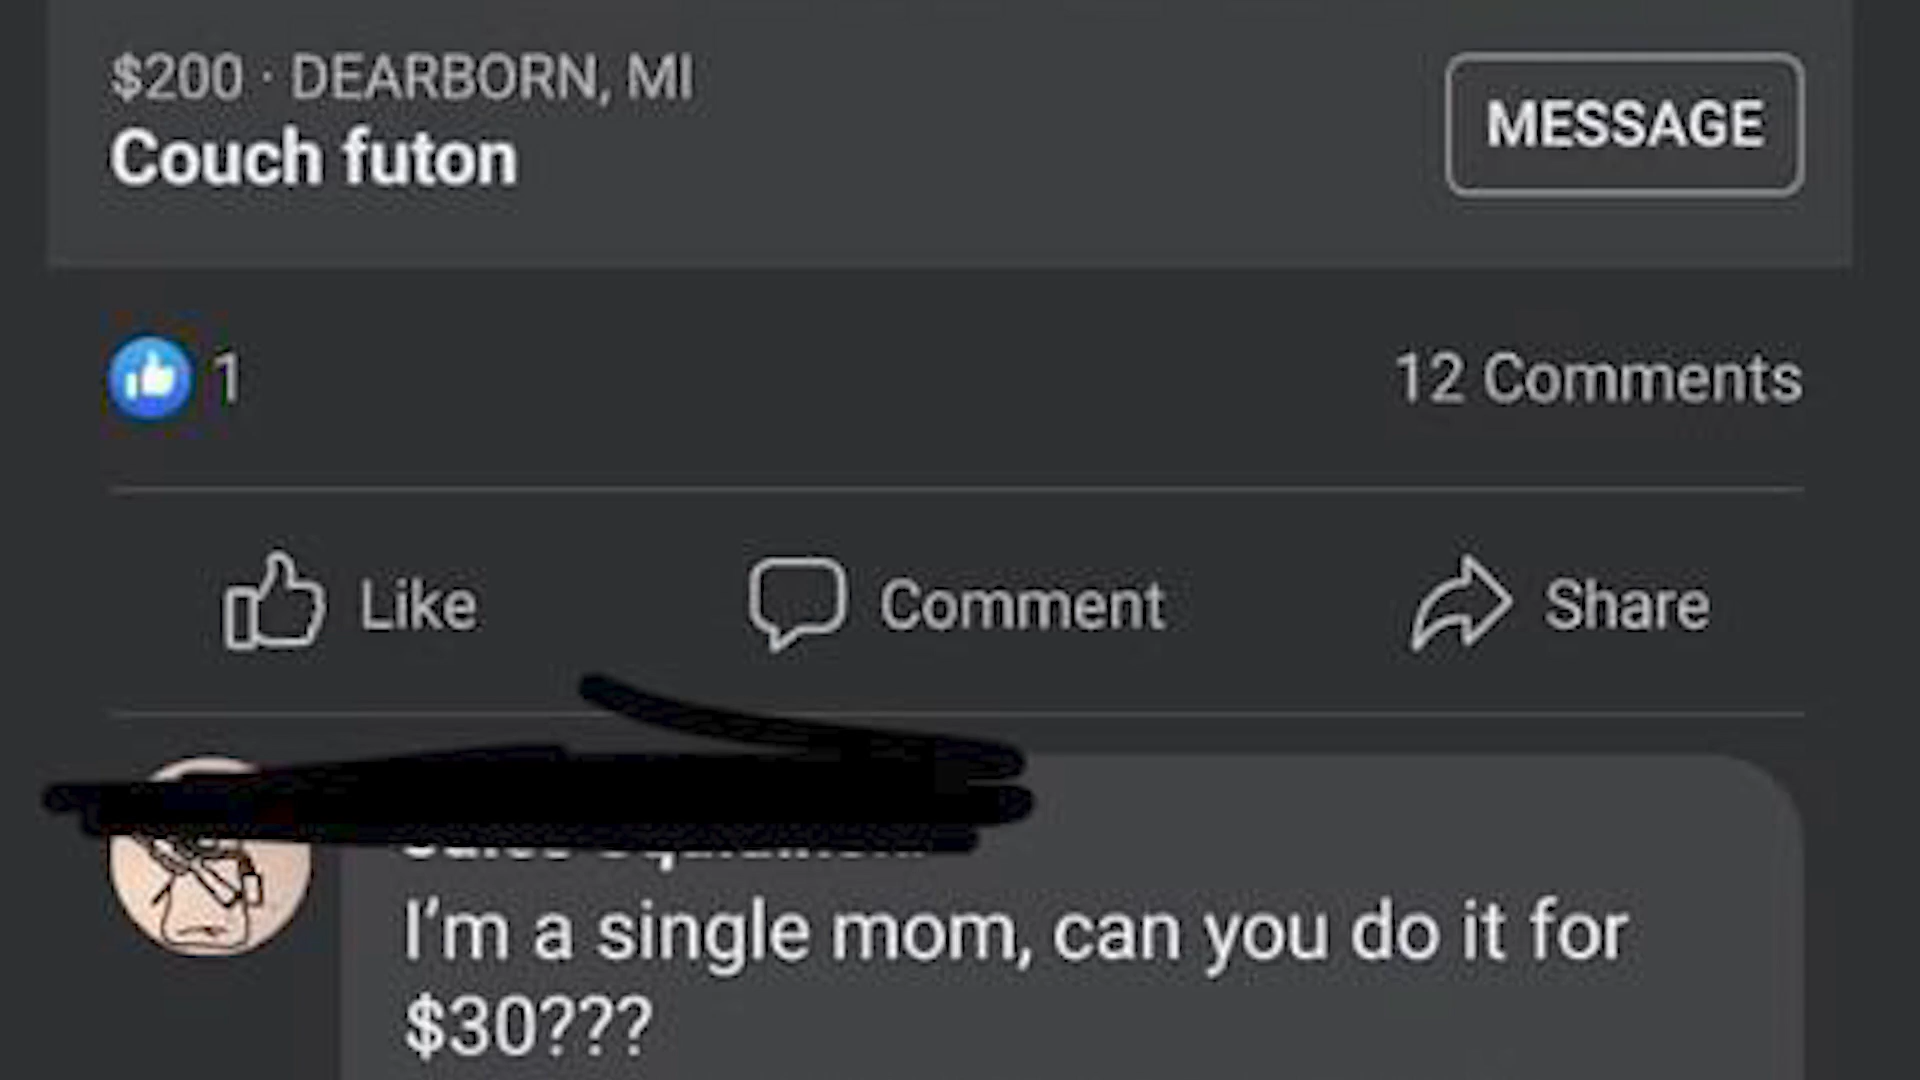 $200 · DEARBORN, MI
Couch futon
MESSAGE
1
12 Comments
Like
Comment
Share
I'm a single mom, can you do it for
$30???